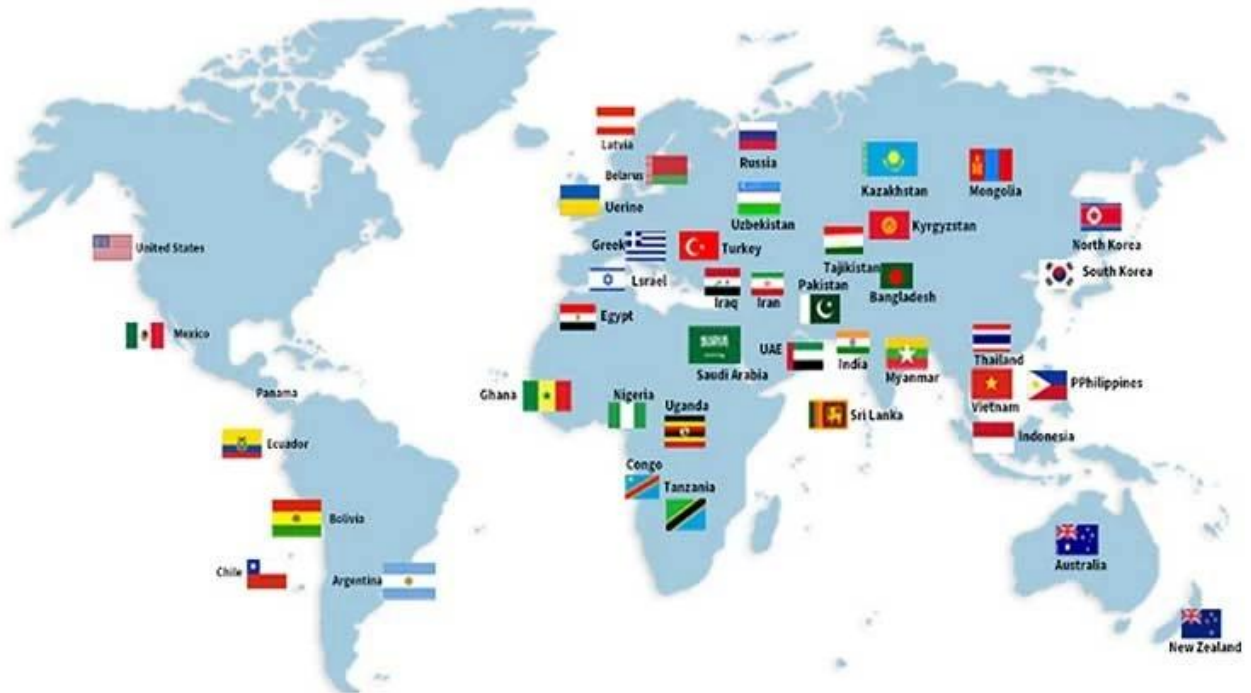 Latvia
Russia
Belarus
Kazakhstan
Mongolia
Uerine
Uzbekistan
Kyrgyzstan
North Korea
United States
Greek
Turkey
Tajikistan
South Korea
Lsrael
Iraq
Iran
Pakistan
Bangladesh
Egypt
Mexico
Saudi Arabia
UAE
India
Myanmar
Thailand
PPhilippines
Panama
Ghana
Nigeria
Uganda
Sri Lanka
Vietnam
Indonesia
Ecuador
Congo
Tanzania
Bolivia
Chile
Argentina
Australia
New Zealand